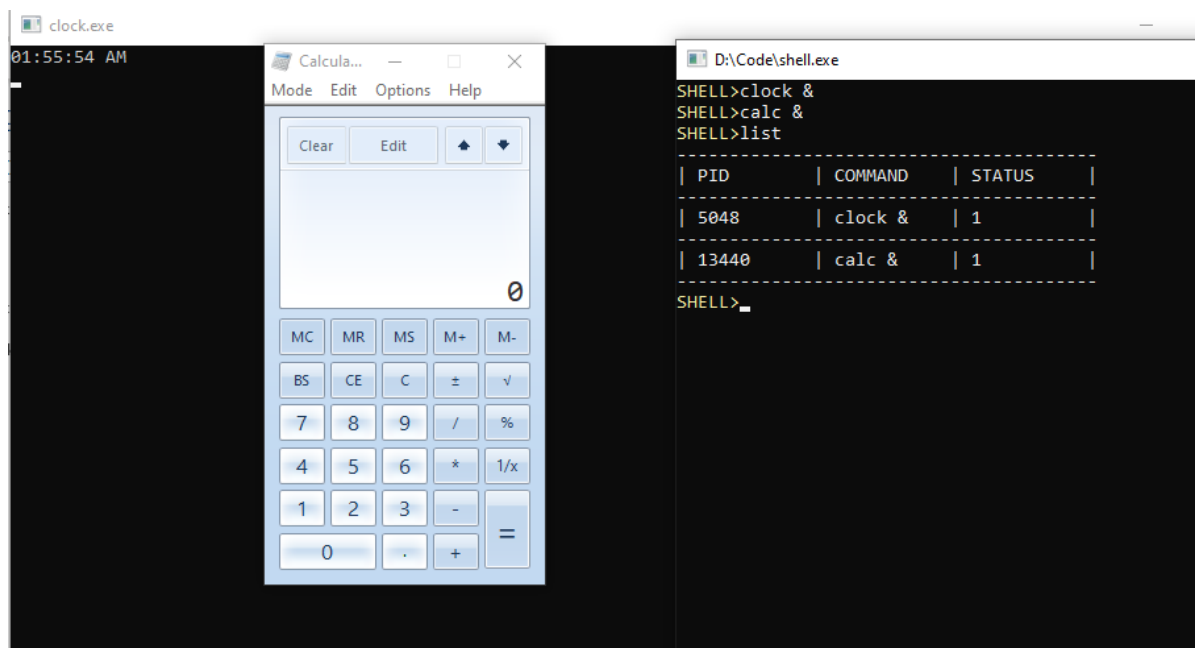 clock.exe
01:55:54 AM
Calcula...
Mode Edit Options Help
Clear Edit
0
MC MR MS M+ M-
BS CE C ± √
7 8 9 / %
4 5 6 * 1/x
1 2 3 - =
0 . +
D:\Code\shell.exe
SHELL>clock &
SHELL>calc &
SHELL>list
| PID | COMMAND | STATUS |
| 5048 | clock & | 1 |
| 13440 | calc & | 1 |
SHELL>